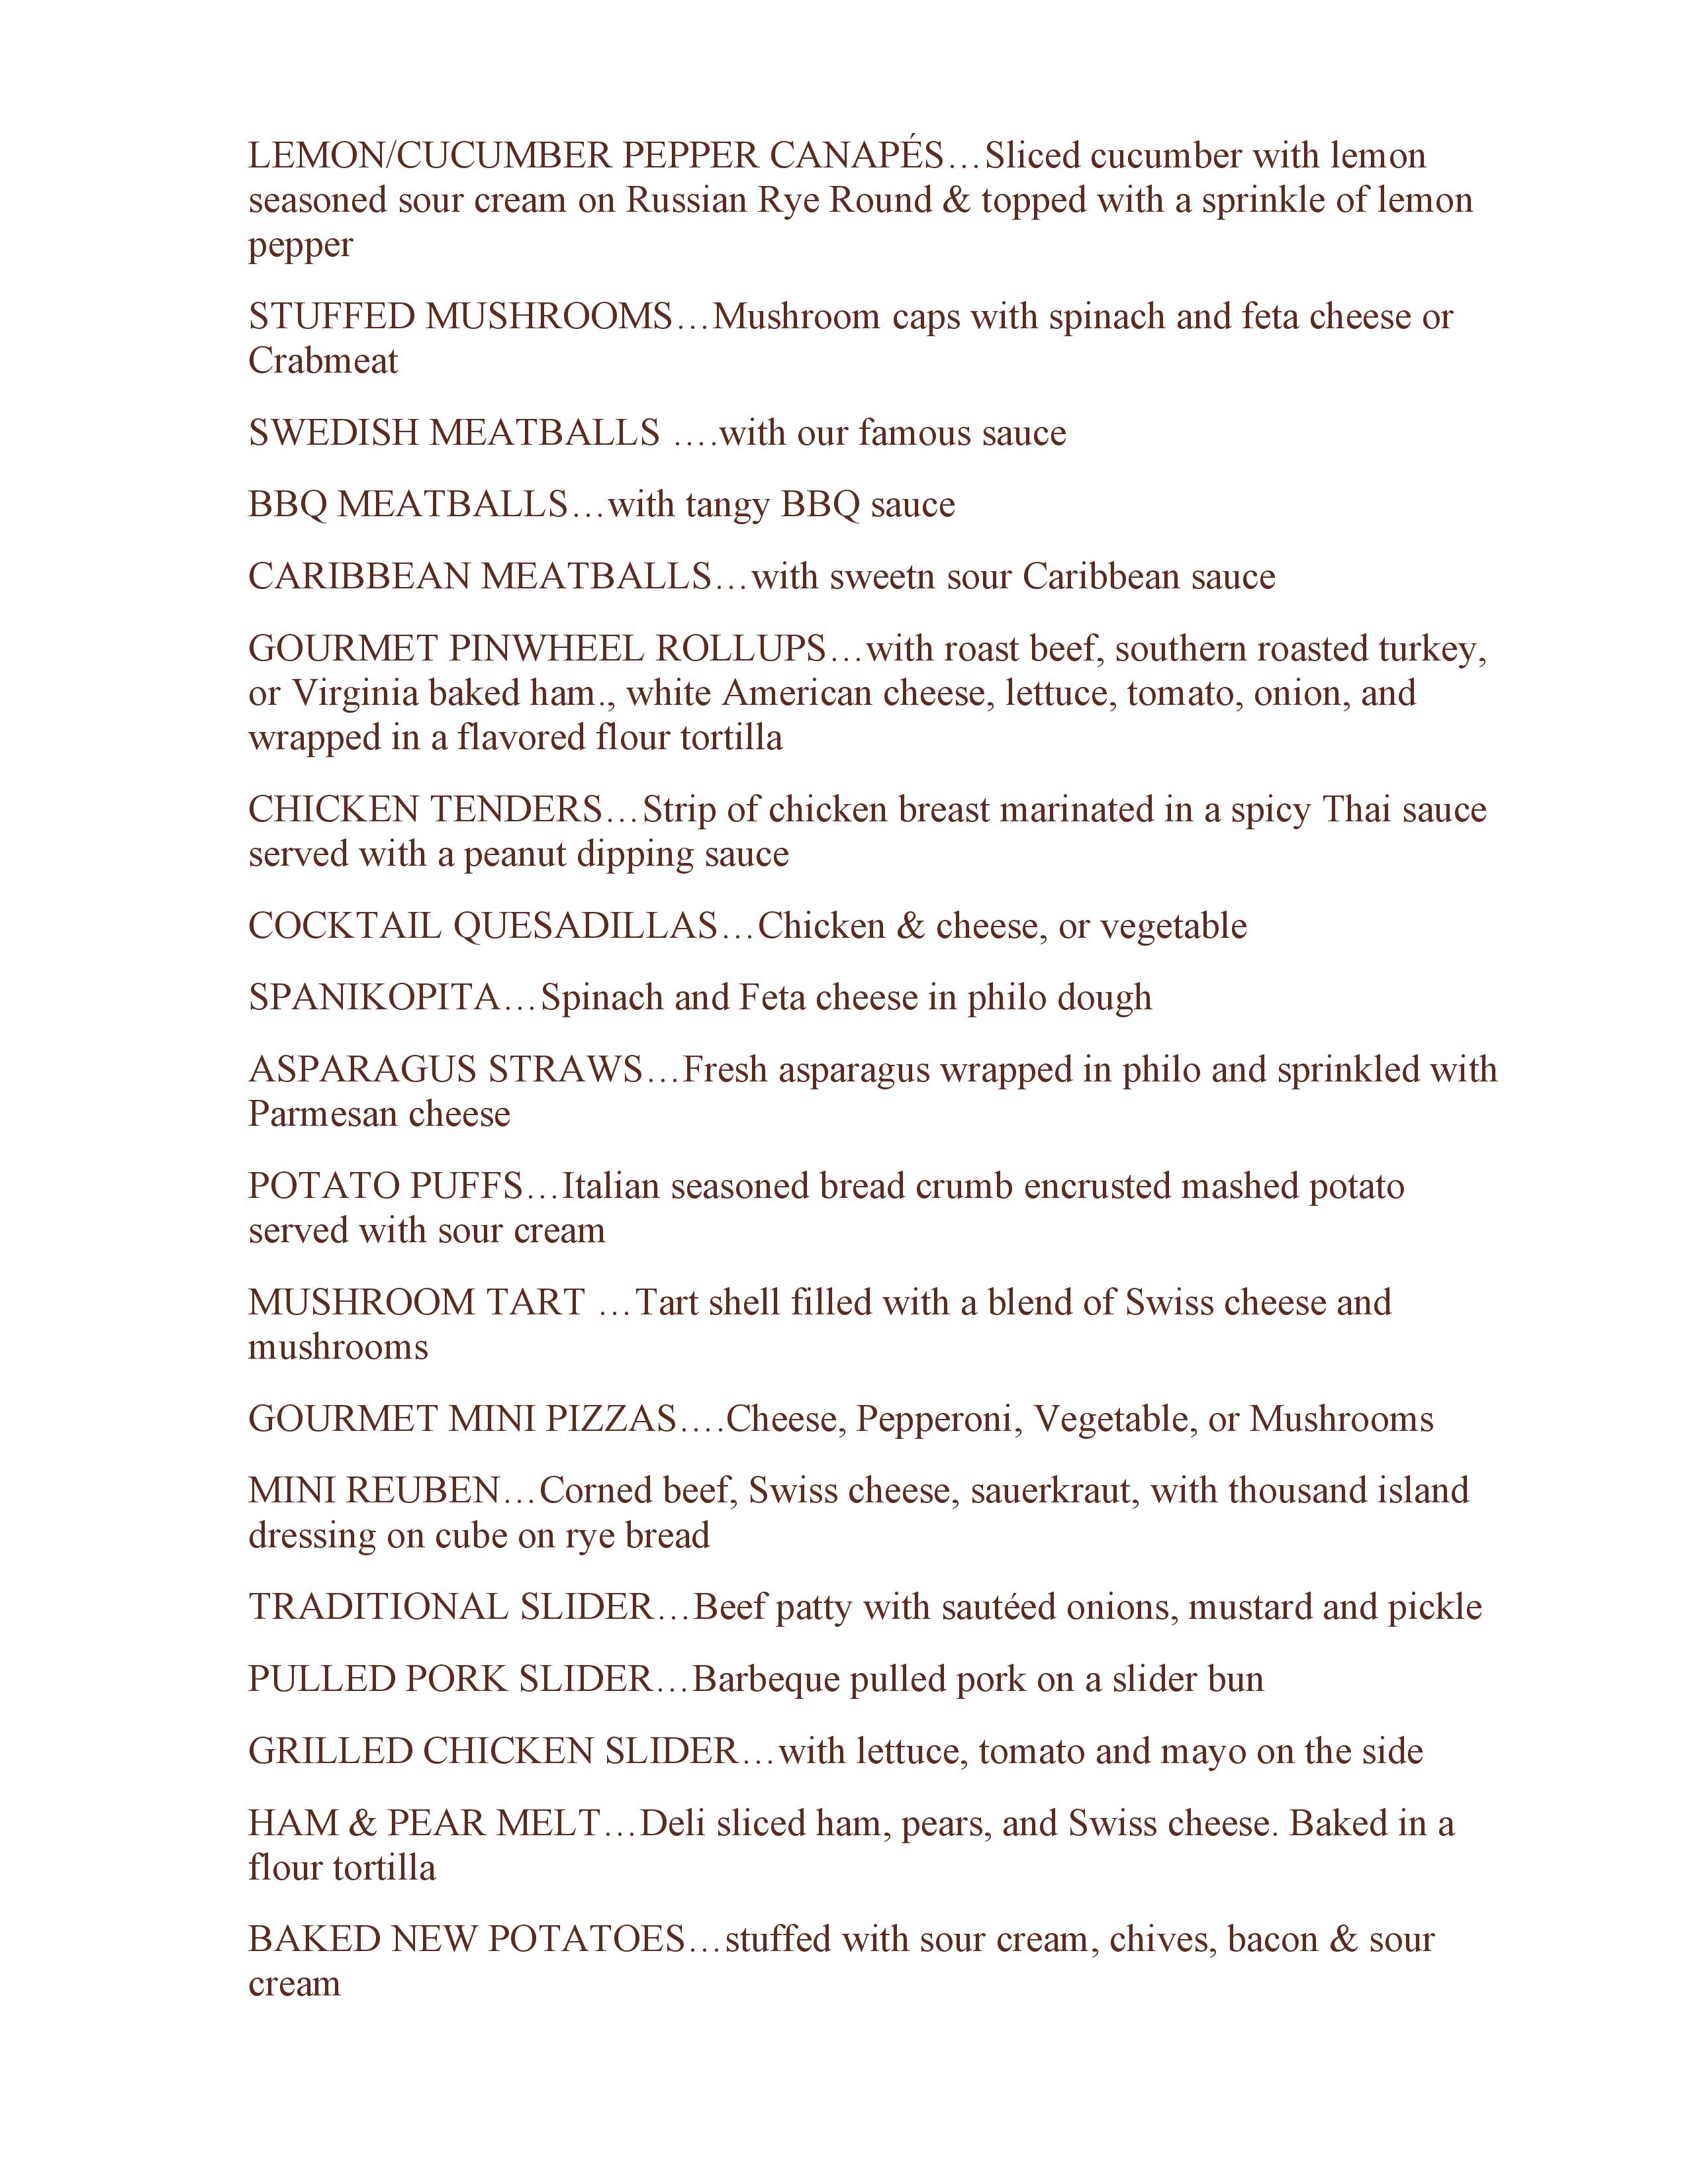 LEMON/CUCUMBER PEPPER CANAPÉS…Sliced cucumber with lemon
seasoned sour cream on Russian Rye Round & topped with a sprinkle of lemon
pepper
STUFFED MUSHROOMS…Mushroom caps with spinach and feta cheese or
Crabmeat
SWEDISH MEATBALLS ….with our famous sauce
BBQ MEATBALLS…with tangy BBQ sauce
CARIBBEAN MEATBALLS…with sweetn sour Caribbean sauce
GOURMET PINWHEEL ROLLUPS…with roast beef, southern roasted turkey,
or Virginia baked ham., white American cheese, lettuce, tomato, onion, and
wrapped in a flavored flour tortilla
CHICKEN TENDERS…Strip of chicken breast marinated in a spicy Thai sauce
served with a peanut dipping sauce
COCKTAIL QUESADILLAS…Chicken & cheese, or vegetable
SPANIKOPITA…Spinach and Feta cheese in philo dough
ASPARAGUS STRAWS…Fresh asparagus wrapped in philo and sprinkled with
Parmesan cheese
POTATO PUFFS…Italian seasoned bread crumb encrusted mashed potato
served with sour cream
MUSHROOM TART …Tart shell filled with a blend of Swiss cheese and
mushrooms
GOURMET MINI PIZZAS….Cheese, Pepperoni, Vegetable, or Mushrooms
MINI REUBEN…Corned beef, Swiss cheese, sauerkraut, with thousand island
dressing on cube on rye bread
TRADITIONAL SLIDER…Beef patty with sautéed onions, mustard and pickle
PULLED PORK SLIDER…Barbeque pulled pork on a slider bun
GRILLED CHICKEN SLIDER…with lettuce, tomato and mayo on the side
HAM & PEAR MELT…Deli sliced ham, pears, and Swiss cheese. Baked in a
flour tortilla
BAKED NEW POTATOES…stuffed with sour cream, chives, bacon & sour
cream